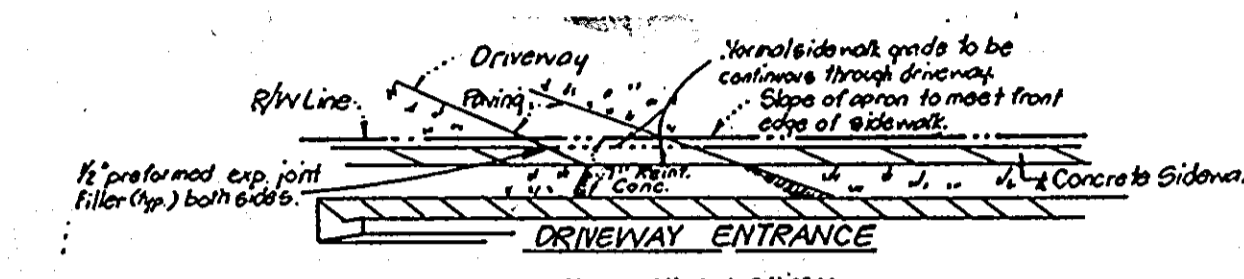 Driveway
Normal sidewalk grade to be
continuous through driveway.
R/W Line
Paving
Slope of apron to meet front
edge of sidewalk.
1/2" preformed exp. joint
filler (typ.) both sides.
Reinf.
Conc.
Concrete Sidewa
DRIVEWAY ENTRANCE